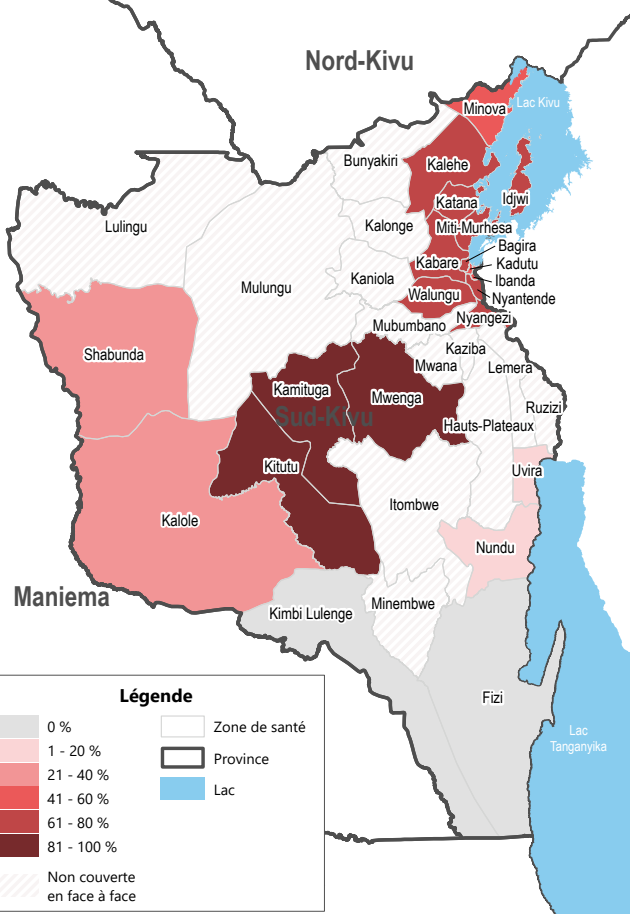 Nord-Kivu
Minova
Lac Kivu
Bunyakiri
Kalehe
Katana
Idjwi
Lulingu
Kalonge
Miti-Murhesa
Bagira
Kabare
Kadutu
Kaniola
Ibanda
Mulungu
Walungu
Nyantende
Nyangezi
Mubumbano
Shabunda
Kaziba
Mwana
Lemera
Kamituga
Mwenga
Ruzizi
Sud-Kivu
Hauts-Plateaux
Kitutu
Uvira
Itombwe
Kalole
Nundu
Maniema
Minembwe
Kimbi Lulenge
Fizi
Lac
Tanganyika
Légende
0 %
1 - 20 %
21 - 40 %
41 - 60 %
61 - 80 %
81 - 100 %
Non couverte
en face à face
Zone de santé
Province
Lac